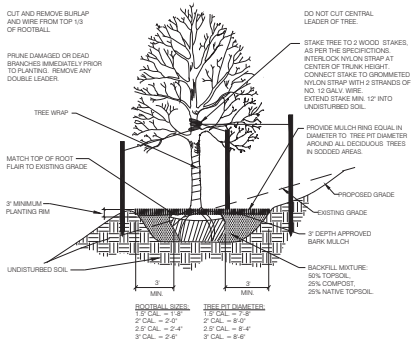 CUT AND REMOVE BURLAP
AND WIRE FROM TOP 1/3
OF ROOTBALL
PRUNE DAMAGED OR DEAD
BRANCHES IMMEDIATELY PRIOR
TO PLANTING. REMOVE ANY
DOUBLE LEADER.
TREE WRAP
MATCH TOP OF ROOT
FLAIR TO EXISTING GRADE
3" MINIMUM
PLANTING RIM
UNDISTURBED SOIL
DO NOT CUT CENTRAL
LEADER OF TREE.
STAKE TREE TO 2 WOOD STAKES,
AS PER THE SPECIFICATIONS.
INTERLOCK NYLON STRAP AT
CENTER OF TRUNK HEIGHT.
CONNECT STAKE TO GROMMETED
NYLON STRAP WITH 2 STRANDS OF
NO. 12 GALV. WIRE.
EXTEND STAKE MIN. 12" INTO
UNDISTURBED SOIL.
PROVIDE MULCH RING EQUAL IN
DIAMETER TO TREE PIT DIAMETER
AROUND ALL DECIDUOUS TREES
IN SODDED AREAS.
PROPOSED GRADE
EXISTING GRADE
3" DEPTH APPROVED
BARK MULCH
BACKFILL MIXTURE:
50% TOPSOIL,
25% COMPOST,
25% NATIVE TOPSOIL.
3'
MIN.
3'
MIN.
ROOTBALL SIZES:
1.5" CAL. = 1'-8"
2" CAL. = 2'-0"
2.5" CAL. = 2'-4"
3" CAL. = 2'-6"
TREE PIT DIAMETER:
1.5" CAL. = 7'-8"
2" CAL. = 8'-0"
2.5" CAL. = 8'-4"
3" CAL. = 8'-6"